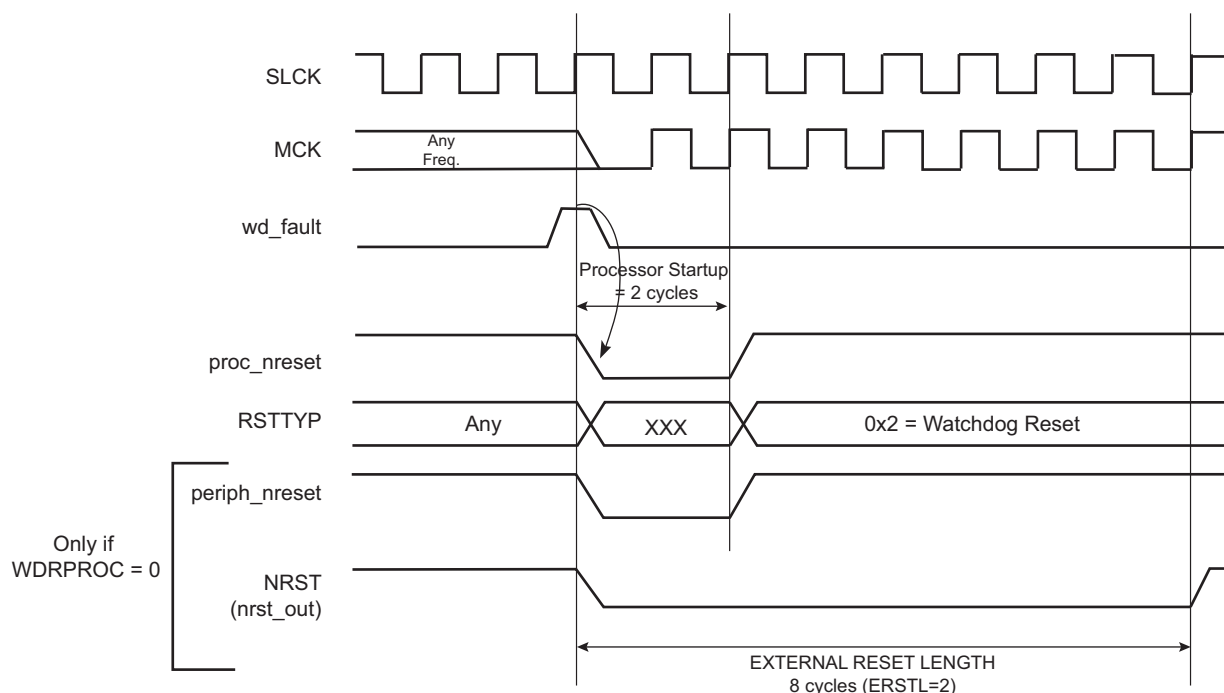 SLCK
MCK
Any
Freq.
wd_fault
Processor Startup
= 2 cycles
proc_nreset
RSTTYP
Any
XXX
0x2 = Watchdog Reset
periph_nreset
Only if
WDRPROC = 0
NRST
(nrst_out)
EXTERNAL RESET LENGTH
8 cycles (ERSTL=2)